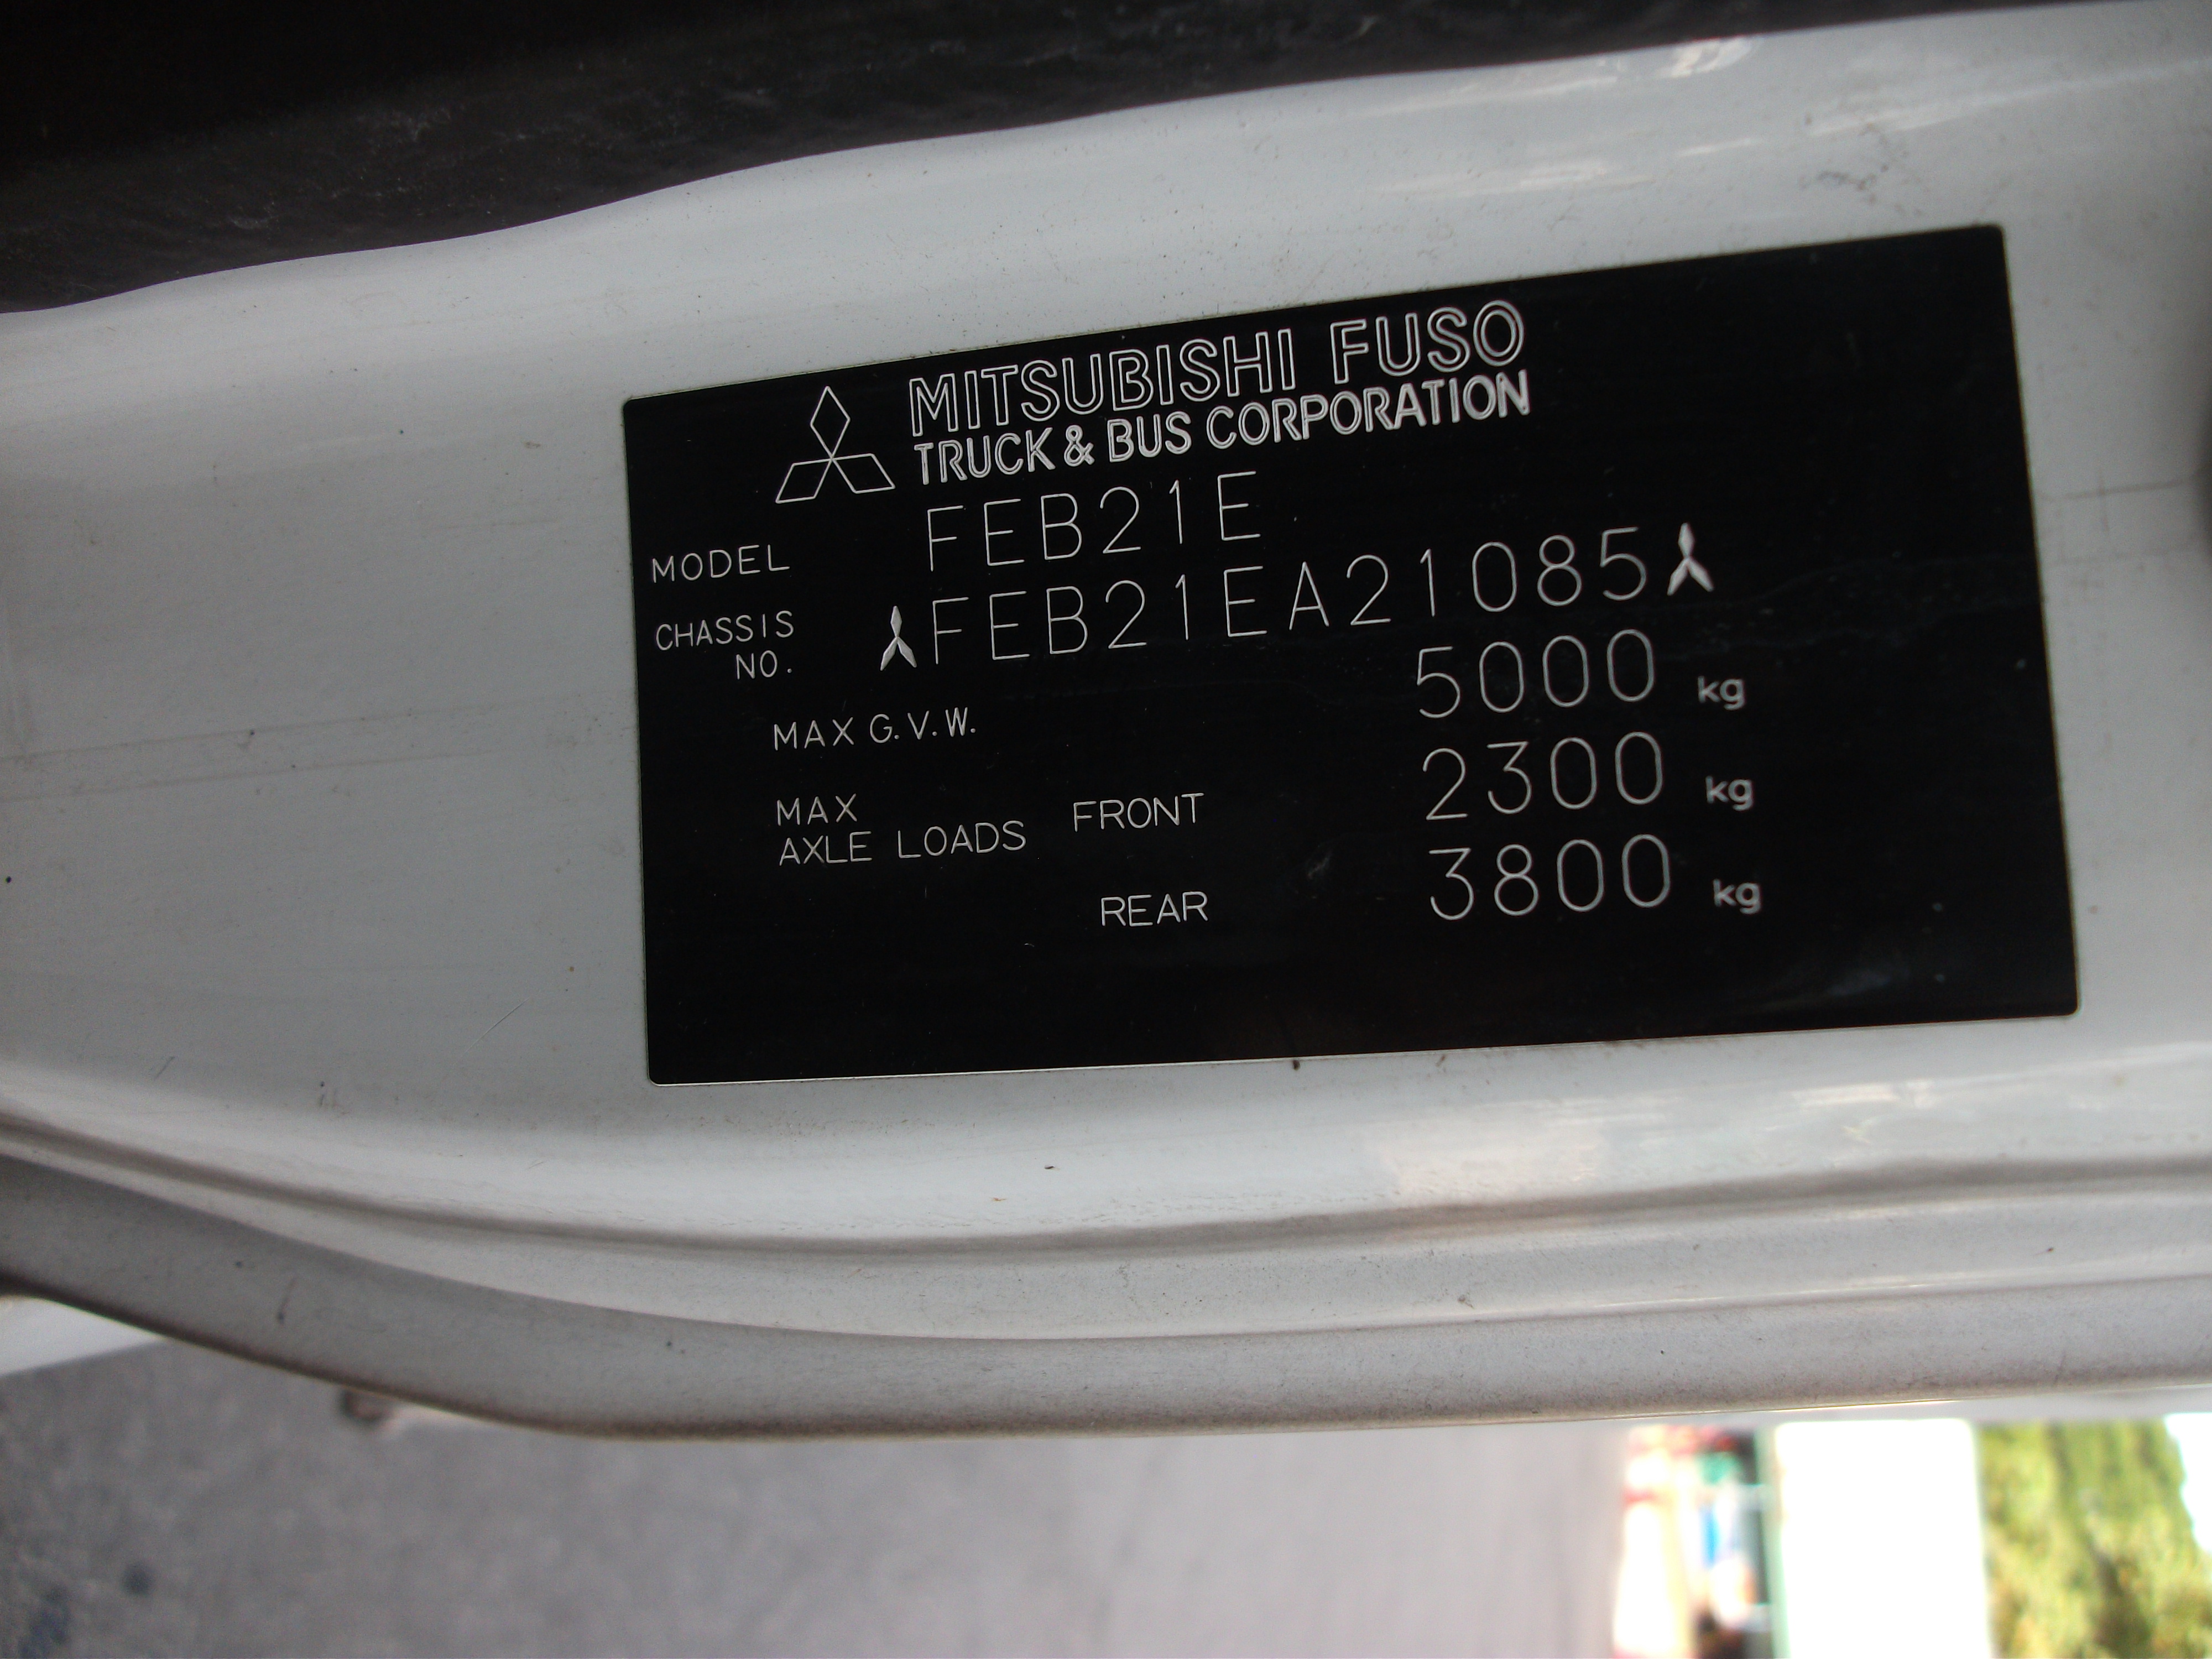 MITSUBISHI FUSO
TRUCK & BUS CORPORATION
MODEL FEB21E
CHASSIS NO. FEB21EA21085
MAX G.V.W. 5000 kg
MAX AXLE LOADS FRONT 2300 kg
REAR 3800 kg